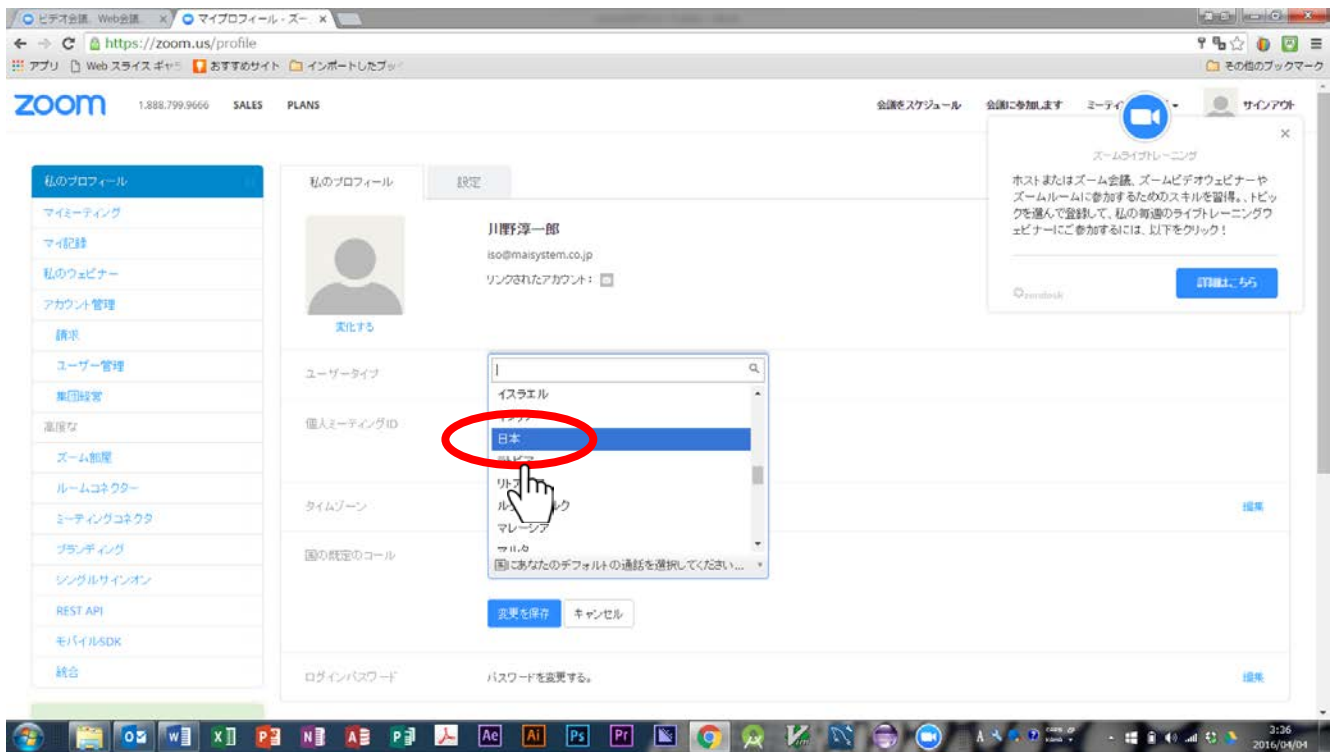 ビデオ会議、Web会議、
マイプロフィール - ズー
https://zoom.us/profile
アプリ
Web スライス ギャラ
おすすめサイト
インポートしたブッ
その他のブックマーク
zoom
1.888.799.9666
SALES
PLANS
会議をスケジュール
会議に参加します
サインアウト
ズームライブトレーニング
ホストまたはズーム会議、ズームビデオウェビナーや
ズームルームに参加するためのスキルを習得。、トピッ
クを選んで登録して、私の毎週のライブトレーニングウ
ェビナーにご参加するには、以下をクリック！
詳細はこちら
zendesk
私のプロフィール
マイミーティング
マイ記録
私のウェビナー
アカウント管理
請求
ユーザー管理
集団経営
高度な
ズーム部屋
ルームコネクター
ミーティングコネクタ
ブランディング
シングルサインオン
REST API
モバイルSDK
統合
私のプロフィール
設定
川野淳一郎
iso@maisystem.co.jp
リンクされたアカウント：
変化する
ユーザータイプ
個人ミーティングID
イスラエル
日本
マレーシア
国にあなたのデフォルトの通話を選択してください...
タイムゾーン
編集
国の既定のコール
変更を保存
キャンセル
ログインパスワード
パスワードを変更する。
編集
3:36
2016/04/04